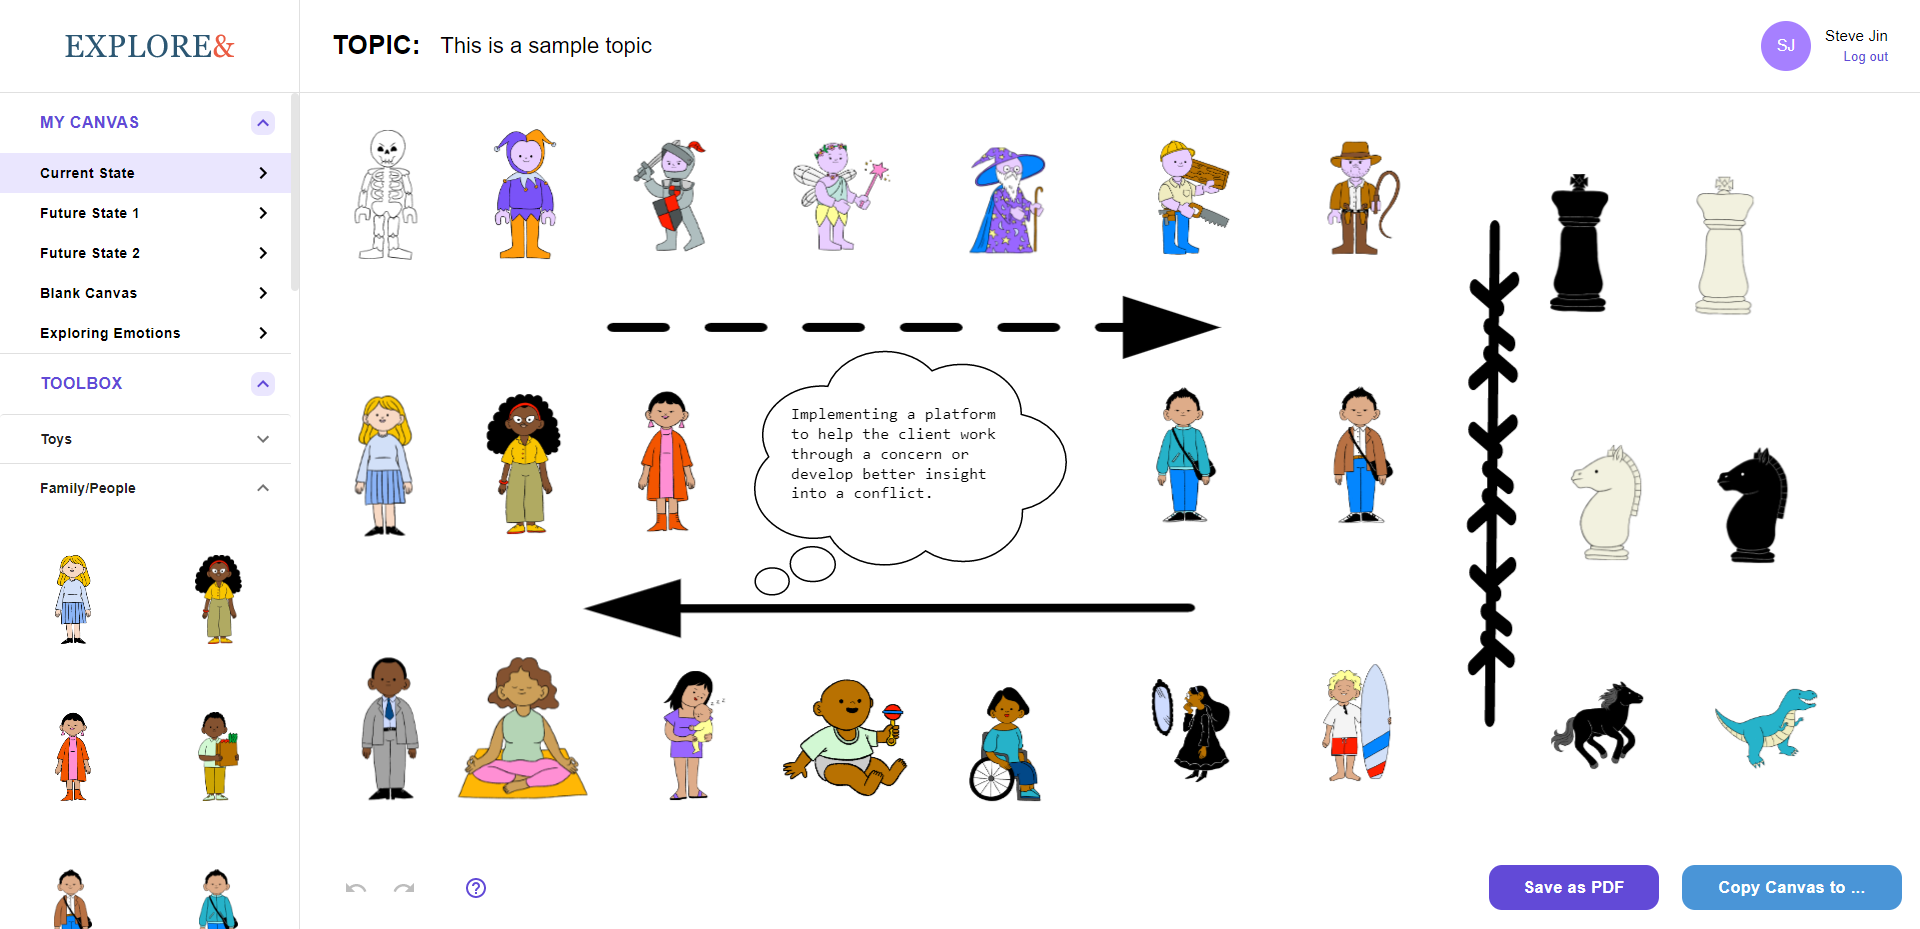 EXPLORE&
TOPIC: This is a sample topic
SJ
Steve Jin
Log out
MY CANVAS
Current State
Future State 1
Future State 2
Blank Canvas
Exploring Emotions
TOOLBOX
Toys
Family/People
Implementing a platform
to help the client work
through a concern or
develop better insight
into a conflict.
z z z
?
Save as PDF
Copy Canvas to ...